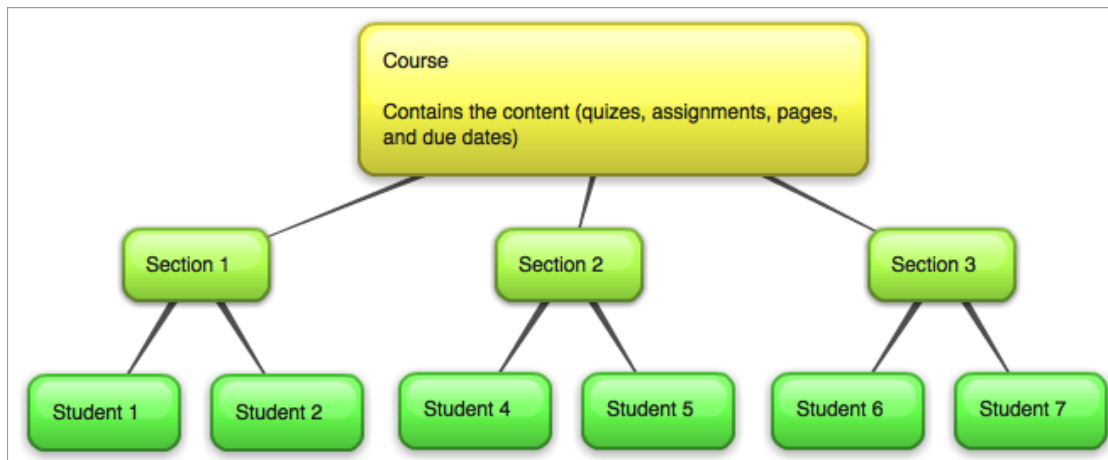 Course
Contains the content (quizes, assignments, pages,
and due dates)
Section 1
Section 2
Section 3
Student 1
Student 2
Student 4
Student 5
Student 6
Student 7